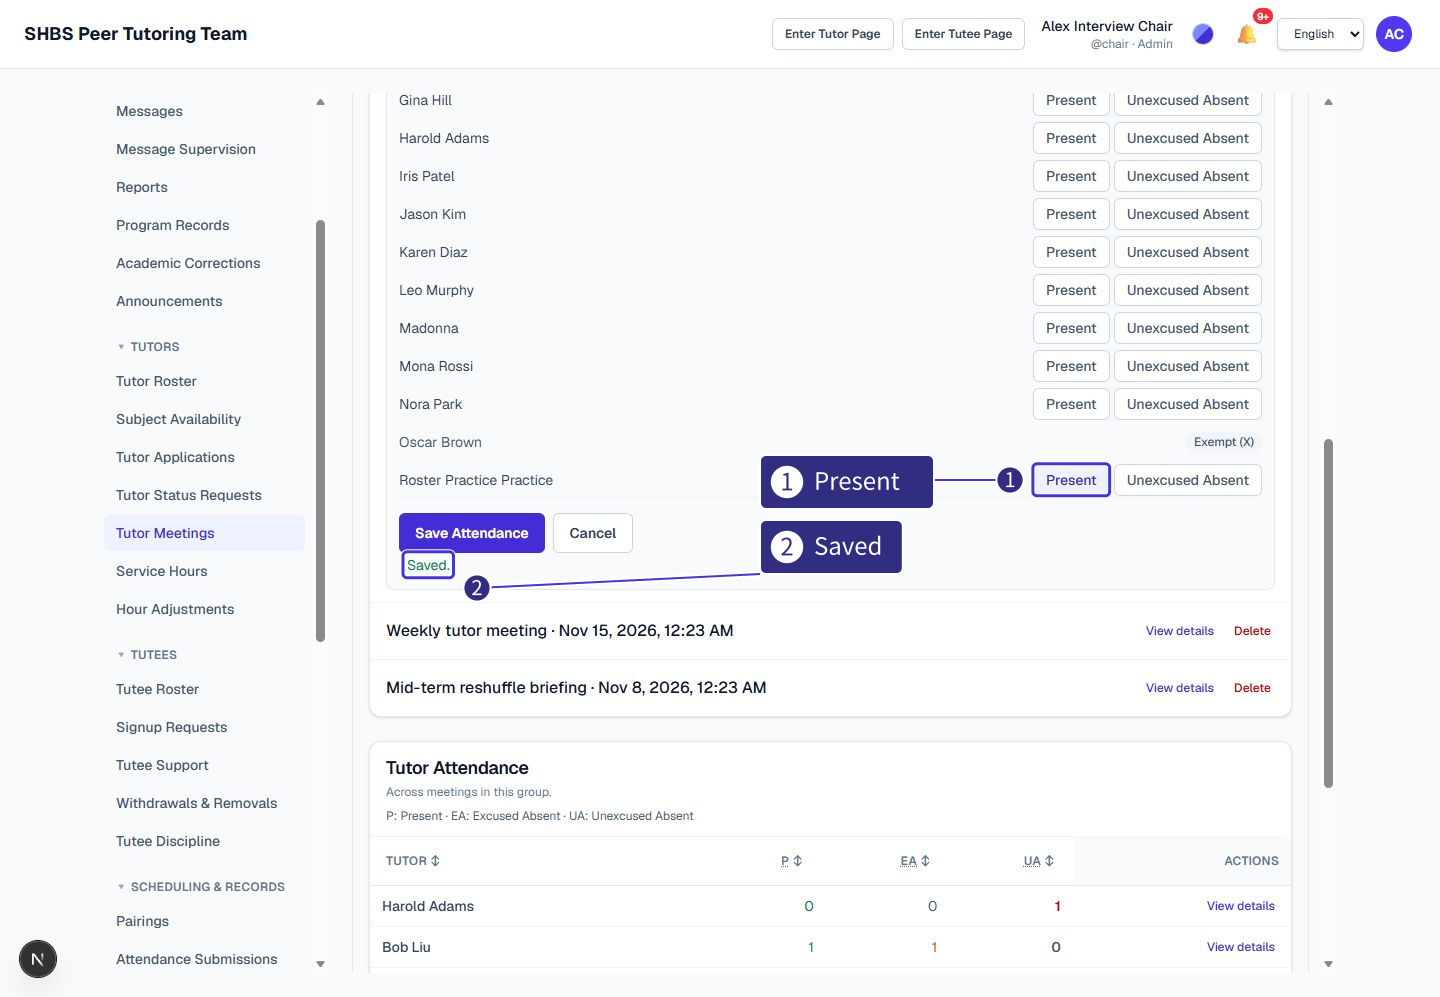 SHBS Peer Tutoring Team
Enter Tutor Page
Enter Tutee Page
Alex Interview Chair
@chair · Admin
9+
English
AC
Messages
Message Supervision
Reports
Program Records
Academic Corrections
Announcements
TUTORS
Tutor Roster
Subject Availability
Tutor Applications
Tutor Status Requests
Tutor Meetings
Service Hours
Hour Adjustments
TUTEES
Tutee Roster
Signup Requests
Tutee Support
Withdrawals & Removals
Tutee Discipline
SCHEDULING & RECORDS
Pairings
Attendance Submissions
N
Gina Hill Present Unexcused Absent
Harold Adams Present Unexcused Absent
Iris Patel Present Unexcused Absent
Jason Kim Present Unexcused Absent
Karen Diaz Present Unexcused Absent
Leo Murphy Present Unexcused Absent
Madonna Present Unexcused Absent
Mona Rossi Present Unexcused Absent
Nora Park Present Unexcused Absent
Oscar Brown Exempt (X)
Roster Practice Practice 1 Present 1 Present Unexcused Absent
Save Attendance Cancel 2 Saved
Saved.
2
Weekly tutor meeting · Nov 15, 2026, 12:23 AM View details Delete
Mid-term reshuffle briefing · Nov 8, 2026, 12:23 AM View details Delete
Tutor Attendance
Across meetings in this group.
P: Present · EA: Excused Absent · UA: Unexcused Absent
TUTOR P EA UA ACTIONS
Harold Adams 0 0 1 View details
Bob Liu 1 1 0 View details